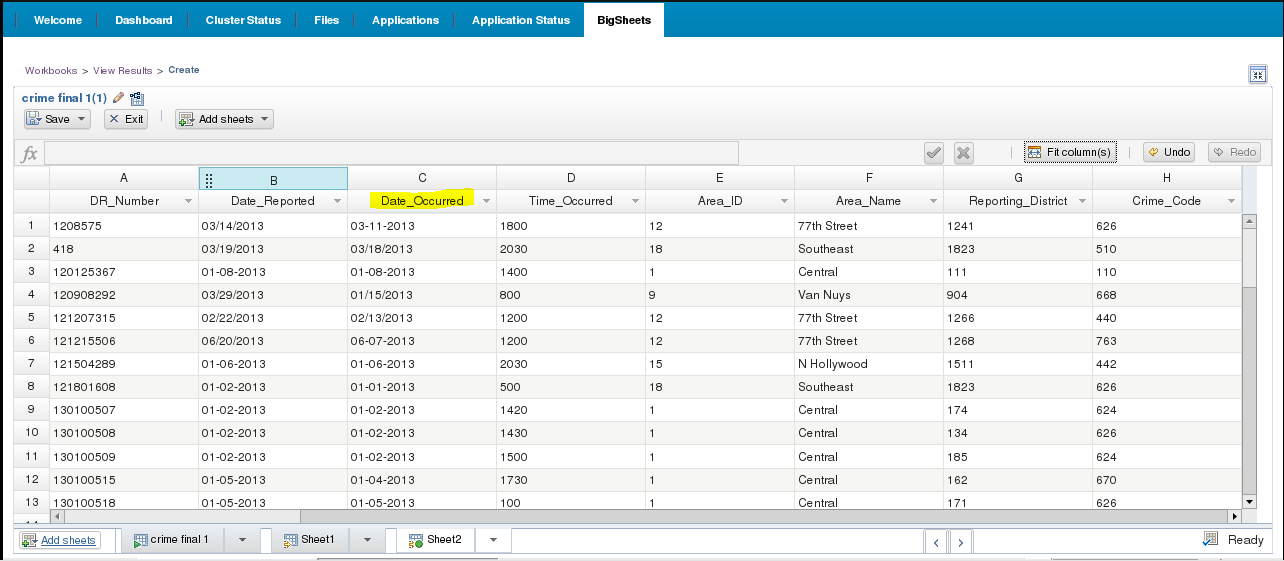 Welcome Dashboard Cluster Status Files Applications Application Status BigSheets
Workbooks > View Results > Create
crime final 1(1)
Save Exit Add sheets
fx Fit column(s) Undo Redo
A B C D E F G H
DR_Number Date_Reported Date_Occurred Time_Occurred Area_ID Area_Name Reporting_District Crime_Code
1 1208575 03/14/2013 03-11-2013 1800 12 77th Street 1241 626
2 418 03/19/2013 03/18/2013 2030 18 Southeast 1823 510
3 120125367 01-08-2013 01-08-2013 1400 1 Central 111 110
4 120908292 03/29/2013 01/15/2013 800 9 Van Nuys 904 668
5 121207315 02/22/2013 02/13/2013 1200 12 77th Street 1266 440
6 121215506 06/20/2013 06-07-2013 1200 12 77th Street 1268 763
7 121504289 01-06-2013 01-06-2013 2030 15 N Hollywood 1511 442
8 121801608 01-02-2013 01-01-2013 500 18 Southeast 1823 626
9 130100507 01-02-2013 01-02-2013 1420 1 Central 174 624
10 130100508 01-02-2013 01-02-2013 1430 1 Central 134 626
11 130100509 01-02-2013 01-02-2013 1500 1 Central 185 624
12 130100515 01-05-2013 01-04-2013 1730 1 Central 162 670
13 130100518 01-05-2013 01-05-2013 100 1 Central 171 626
Add sheets crime final 1 Sheet1 Sheet2 < > Ready